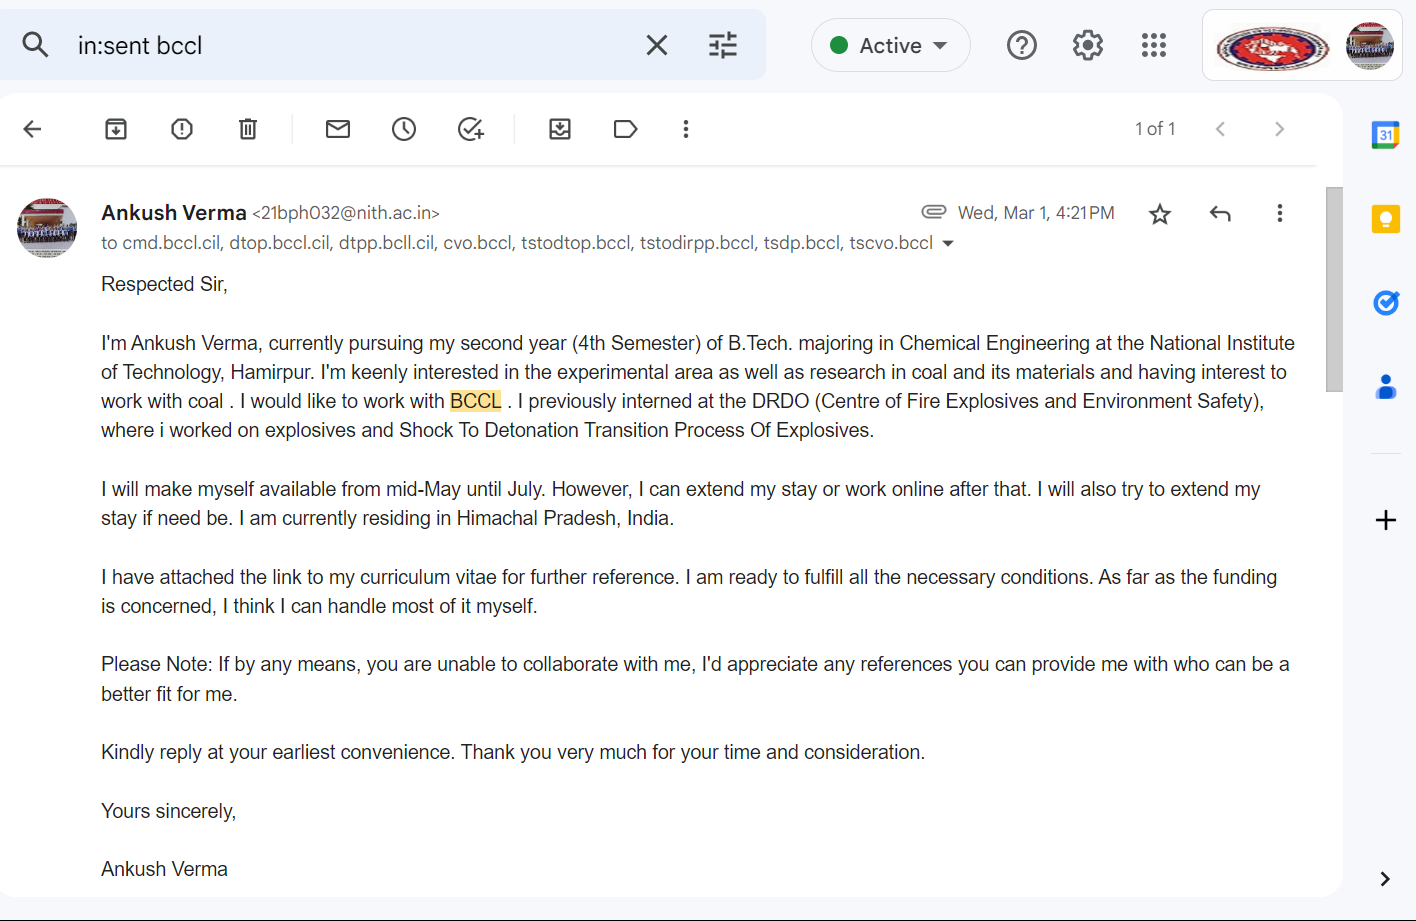 in:sent bccl
Active
1 of 1
31
Ankush Verma <21bph032@nith.ac.in>
Wed, Mar 1, 4:21 PM
to cmd.bccl.cil, dtop.bccl.cil, dtpp.bcll.cil, cvo.bccl, tstodtop.bccl, tstodirpp.bccl, tsdp.bccl, tscvo.bccl
Respected Sir,
I'm Ankush Verma, currently pursuing my second year (4th Semester) of B.Tech. majoring in Chemical Engineering at the National Institute
of Technology, Hamirpur. I'm keenly interested in the experimental area as well as research in coal and its materials and having interest to
work with coal . I would like to work with BCCL . I previously interned at the DRDO (Centre of Fire Explosives and Environment Safety),
where i worked on explosives and Shock To Detonation Transition Process Of Explosives.
I will make myself available from mid-May until July. However, I can extend my stay or work online after that. I will also try to extend my
stay if need be. I am currently residing in Himachal Pradesh, India.
I have attached the link to my curriculum vitae for further reference. I am ready to fulfill all the necessary conditions. As far as the funding
is concerned, I think I can handle most of it myself.
Please Note: If by any means, you are unable to collaborate with me, I'd appreciate any references you can provide me with who can be a
better fit for me.
Kindly reply at your earliest convenience. Thank you very much for your time and consideration.
Yours sincerely,
Ankush Verma